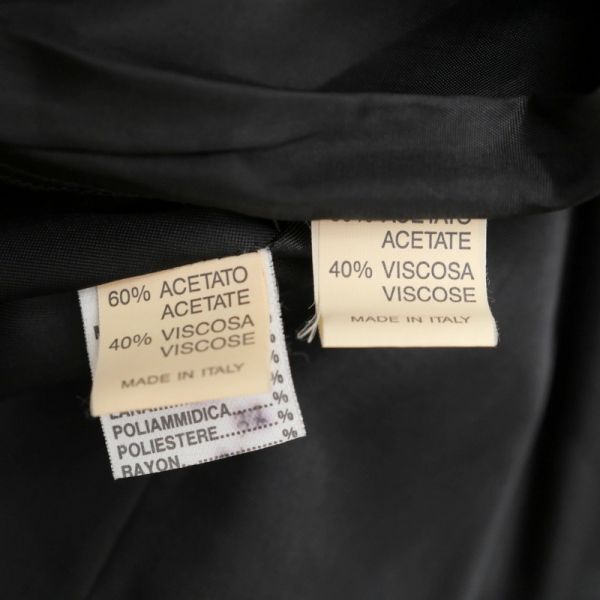 60% ACETATO
ACETATE
40% VISCOSA
VISCOSE
MADE IN ITALY
POLIAMMIDICA.......%
POLIESTERE.....%
RAYON.......%
ACETATO
ACETATE
40% VISCOSA
VISCOSE
MADE IN ITALY